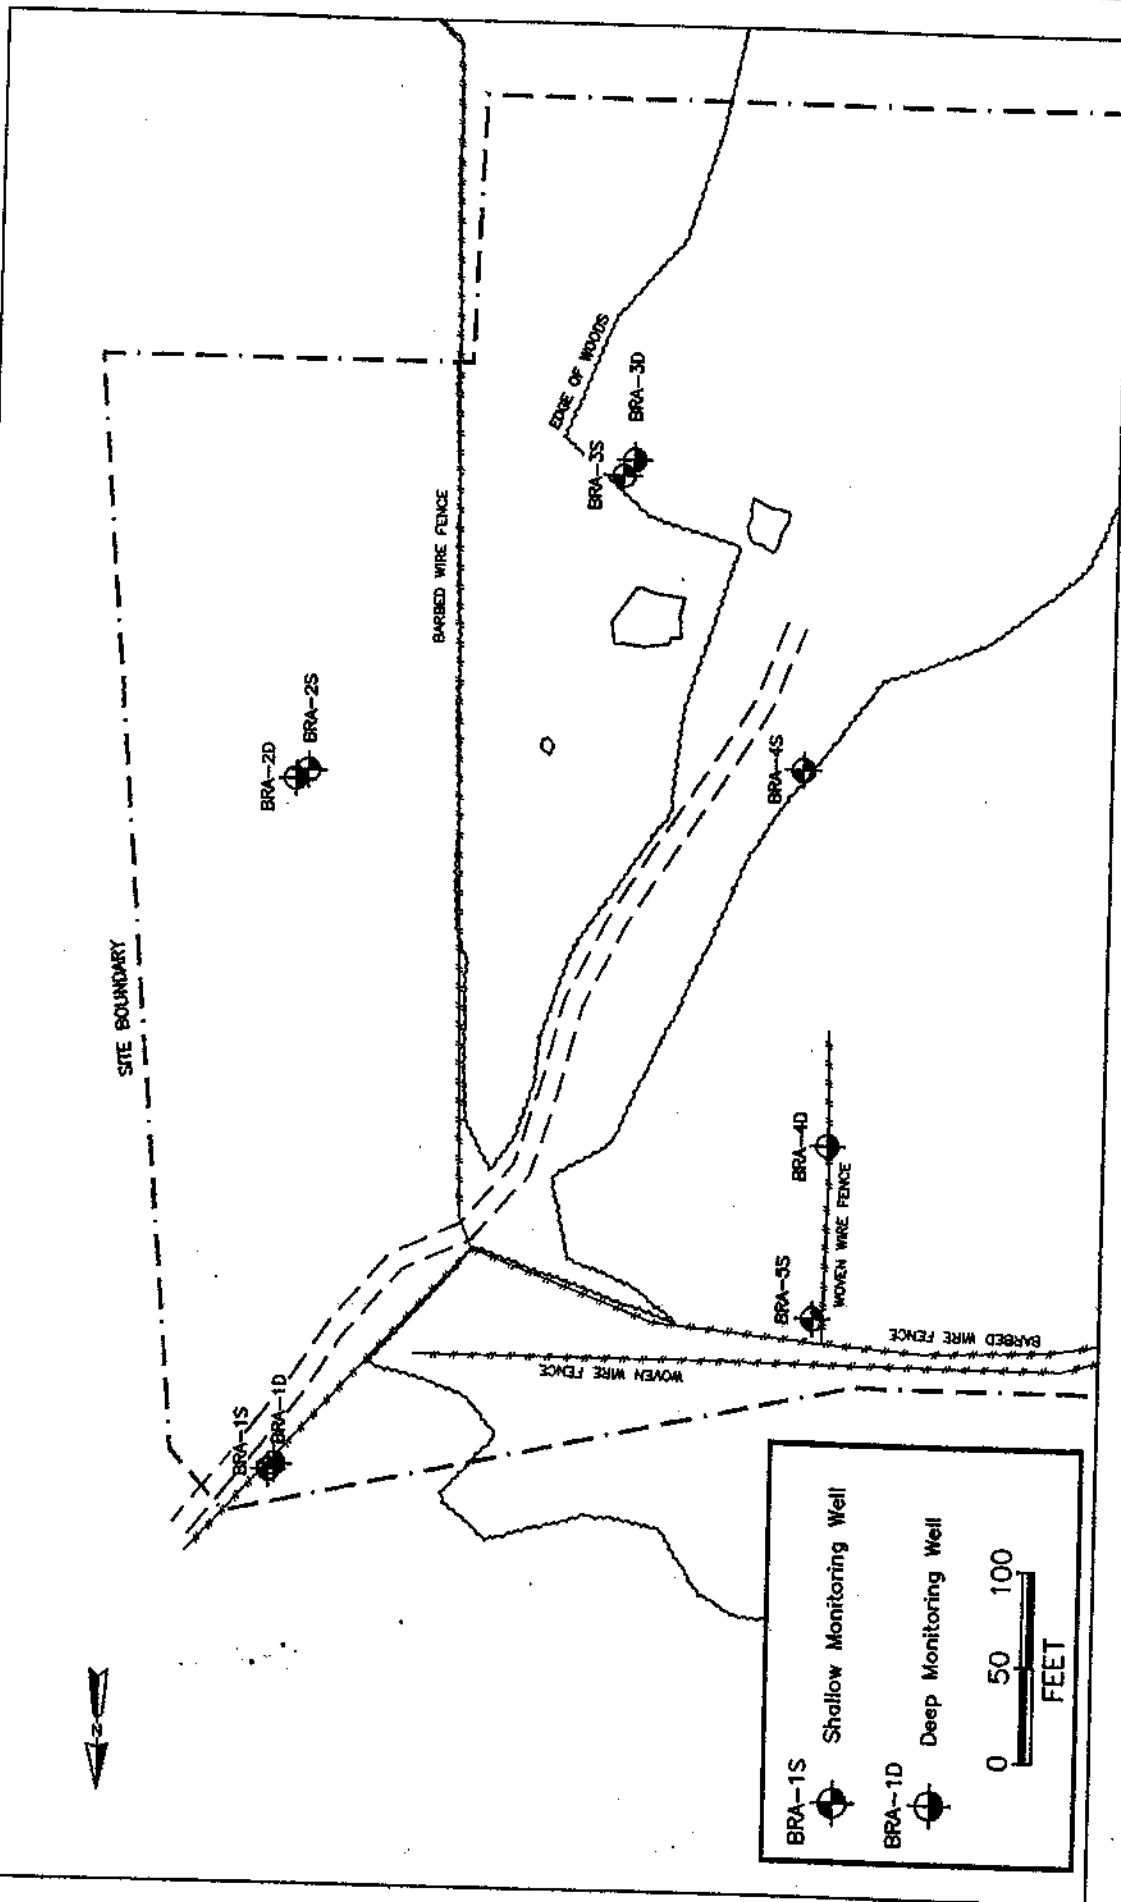 SITE BOUNDARY
BARBED WIRE FENCE
EDGE OF WOODS
BRA-3D
BRA-3S
BRA-2D
BRA-2S
BRA-4S
BRA-4D
WOVEN WIRE FENCE
BRA-5S
BARBED WIRE FENCE
WOVEN WIRE FENCE
BRA-1S
BRA-1D
N
BRA-1S
Shallow Monitoring Well
BRA-1D
Deep Monitoring Well
0 50 100
FEET